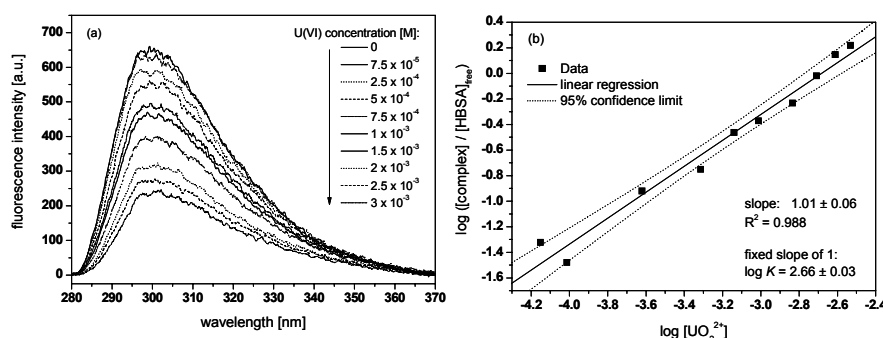 (a)
U(VI) concentration [M]:
0
7.5 x 10-5
2.5 x 10-4
5 x 10-4
7.5 x 10-4
1 x 10-3
1.5 x 10-3
2 x 10-3
2.5 x 10-3
3 x 10-3
fluorescence intensity [a.u.]
700
600
500
400
300
200
100
0
280 290 300 310 320 330 340 350 360 370
wavelength [nm]
(b)
Data
linear regression
95% confidence limit
log ([complex] / [HBSA]free)
0.4
0.2
0.0
-0.2
-0.4
-0.6
-0.8
-1.0
-1.2
-1.4
-1.6
slope: 1.01 ± 0.06
R2 = 0.988
fixed slope of 1:
log K = 2.66 ± 0.03
-4.2 -4.0 -3.8 -3.6 -3.4 -3.2 -3.0 -2.8 -2.6 -2.4
log [UO 2+]